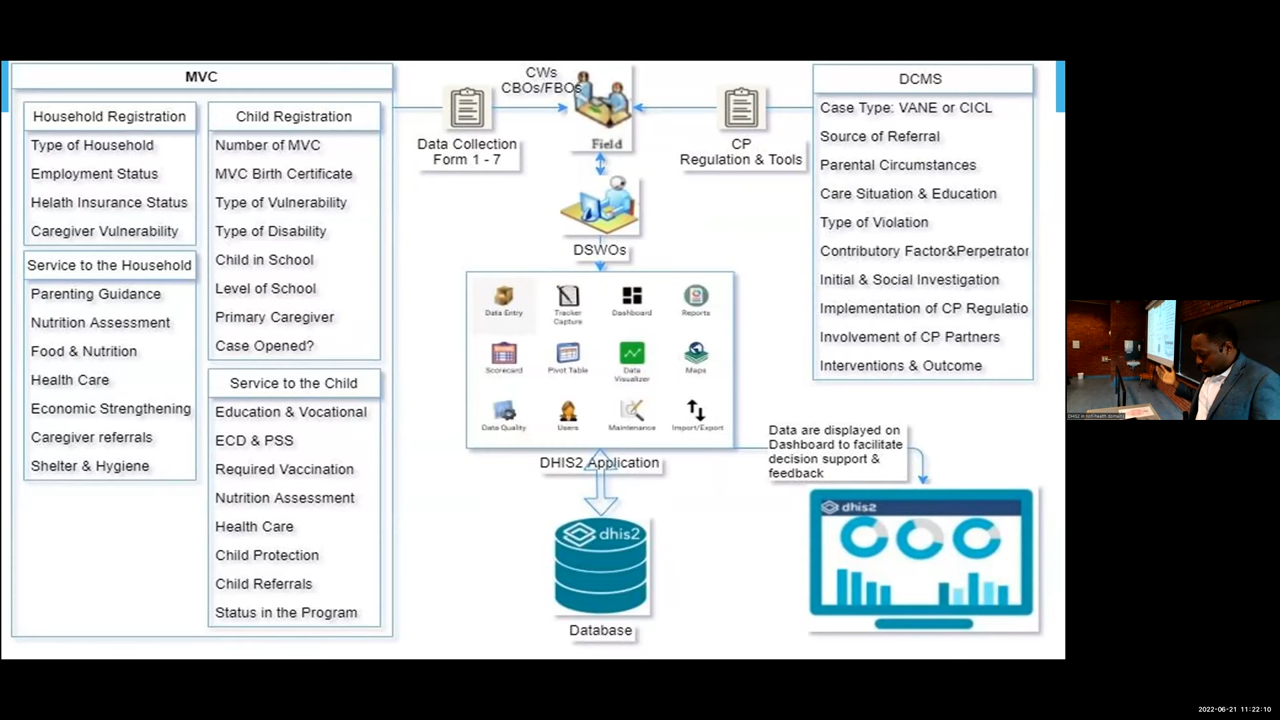 MVC
Household Registration
Type of Household
Employment Status
Helath Insurance Status
Caregiver Vulnerability
Service to the Household
Parenting Guidance
Nutrition Assessment
Food & Nutrition
Health Care
Economic Strengthening
Caregiver referrals
Shelter & Hygiene
Child Registration
Number of MVC
MVC Birth Certificate
Type of Vulnerability
Type of Disability
Child in School
Level of School
Primary Caregiver
Case Opened?
Service to the Child
Education & Vocational
ECD & PSS
Required Vaccination
Nutrition Assessment
Health Care
Child Protection
Child Referrals
Status in the Program
Data Collection
Form 1 - 7
CWs
CBOs/FBOs
Field
CP
Regulation & Tools
DSWOs
Data Entry
Tracker
Capture
Dashboard
Reports
Scorecard
Pivot Table
Data
Visualizer
Maps
Data Quality
Users
Maintenance
Import/Export
DHIS2 Application
dhis2
Database
DCMS
Case Type: VANE or CICL
Source of Referral
Parental Circumstances
Care Situation & Education
Type of Violation
Contributory Factor&Perpetrator
Initial & Social Investigation
Implementation of CP Regulatio
Involvement of CP Partners
Interventions & Outcome
Data are displayed on
Dashboard to facilitate
decision support &
feedback
dhis2
DHIS2 in non-health domains
2022-06-21 11:22:10